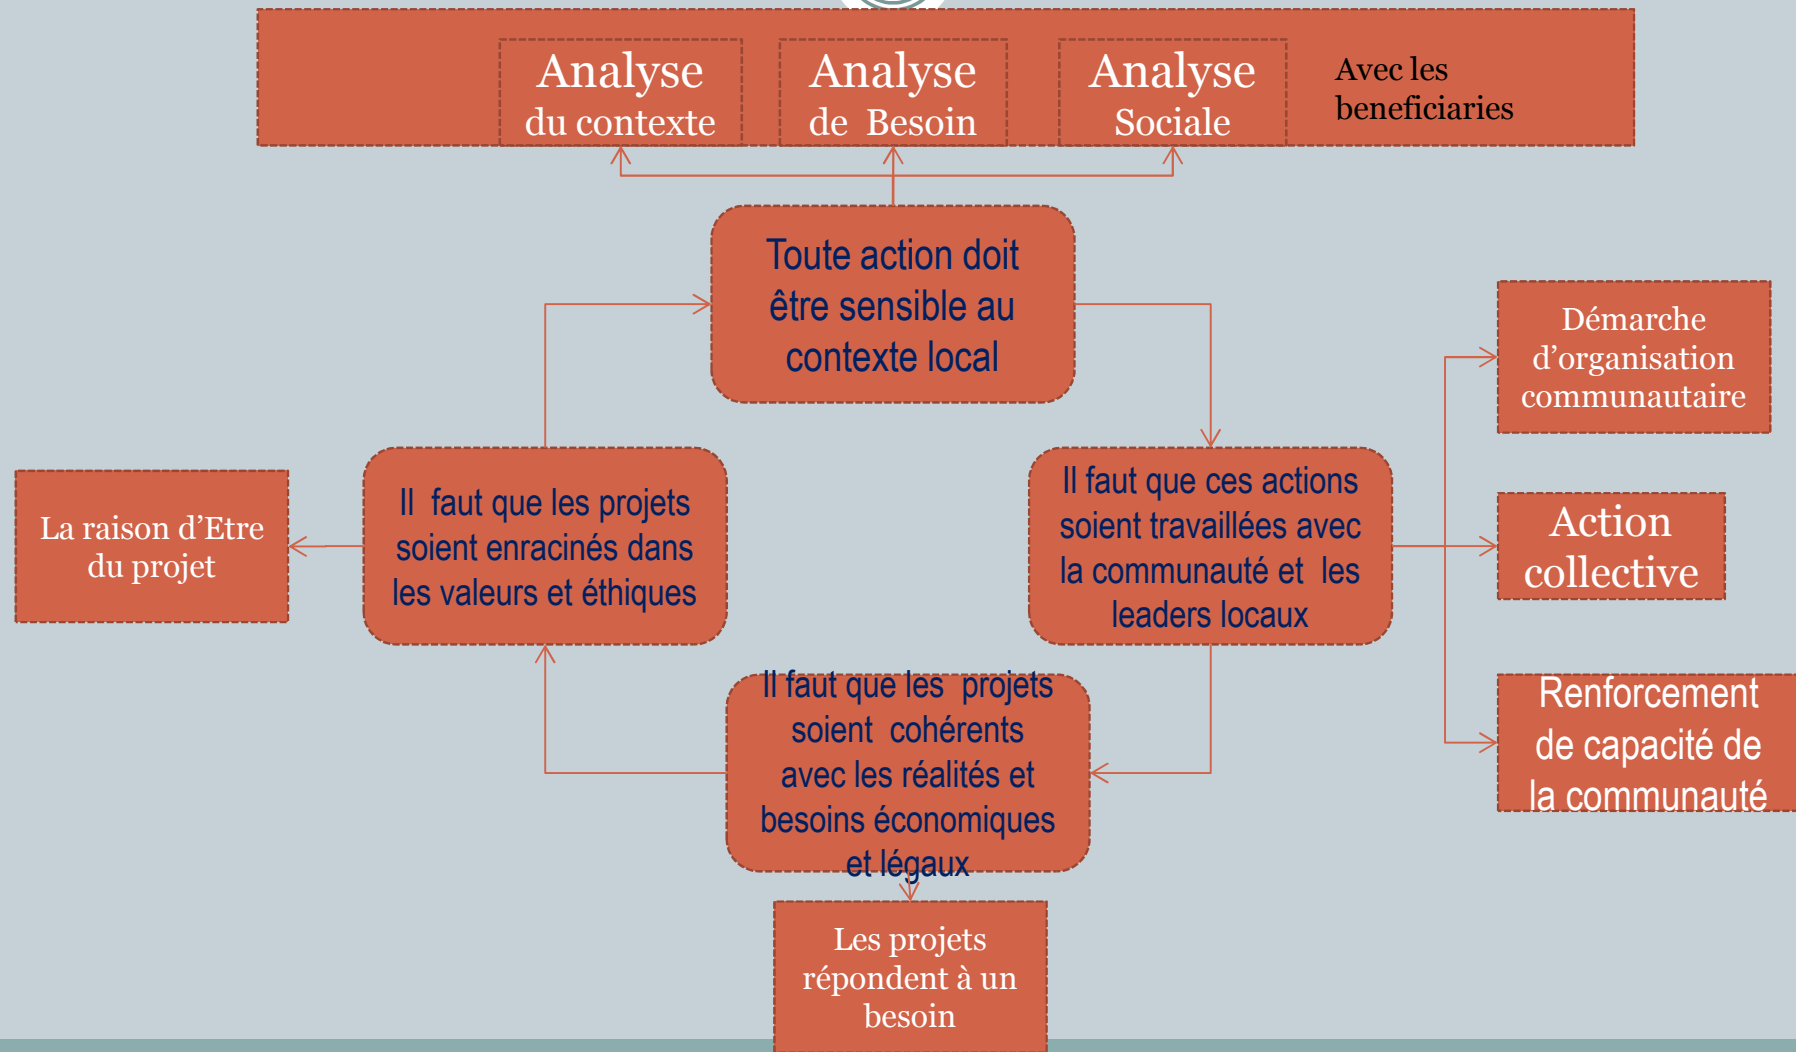 Analyse
du contexte
Analyse
de Besoin
Analyse
Sociale
Avec les
beneficiaries
Toute action doit
être sensible au
contexte local
Démarche
d’organisation
communautaire
Il faut que ces actions
soient travaillées avec
la communauté et les
leaders locaux
Action
collective
Renforcement
de capacité de
la communauté
Il faut que les projets
soient cohérents
avec les réalités et
besoins économiques
et légaux
Les projets
répondent à un
besoin
Il faut que les projets
soient enracinés dans
les valeurs et éthiques
La raison d’Etre
du projet